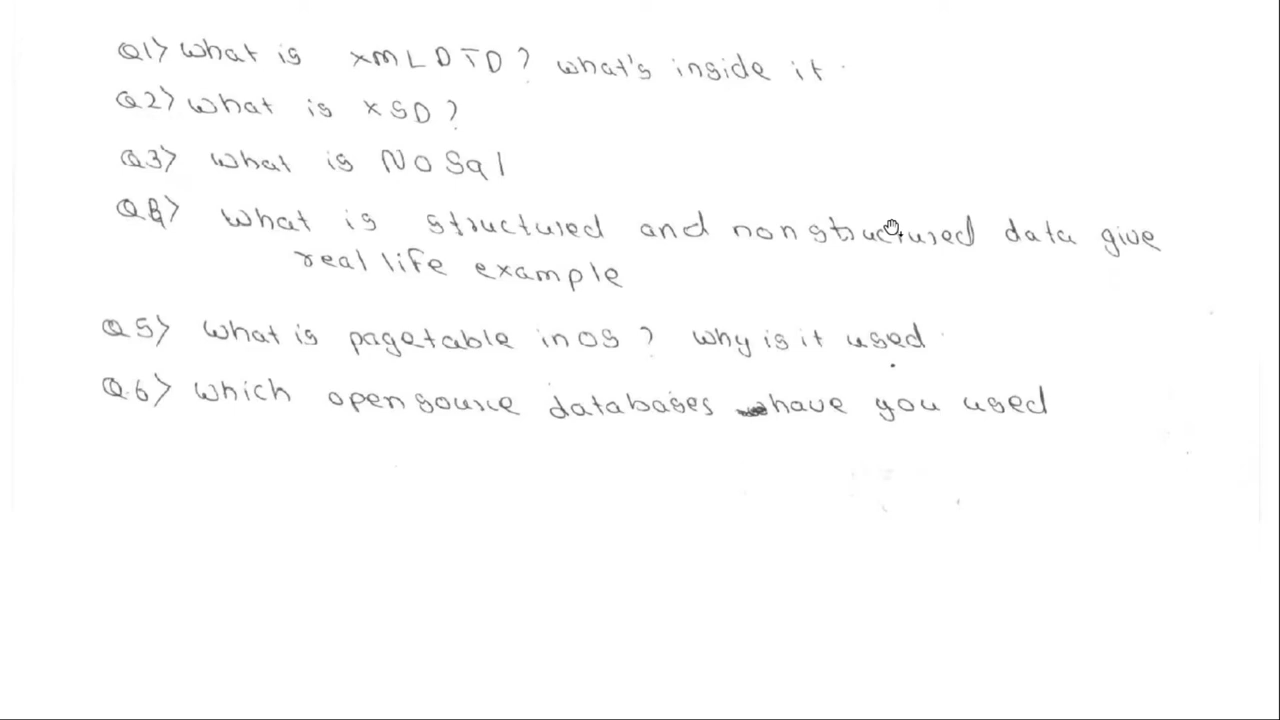 Q1> What is XML DTD? what's inside it.
Q2> what is XSD?
Q3> what is NoSql
Q4> what is structured and nonstructured data give
real life example
Q5> what is pagetable in OS? why is it used.
Q6> which opensource databases have you used